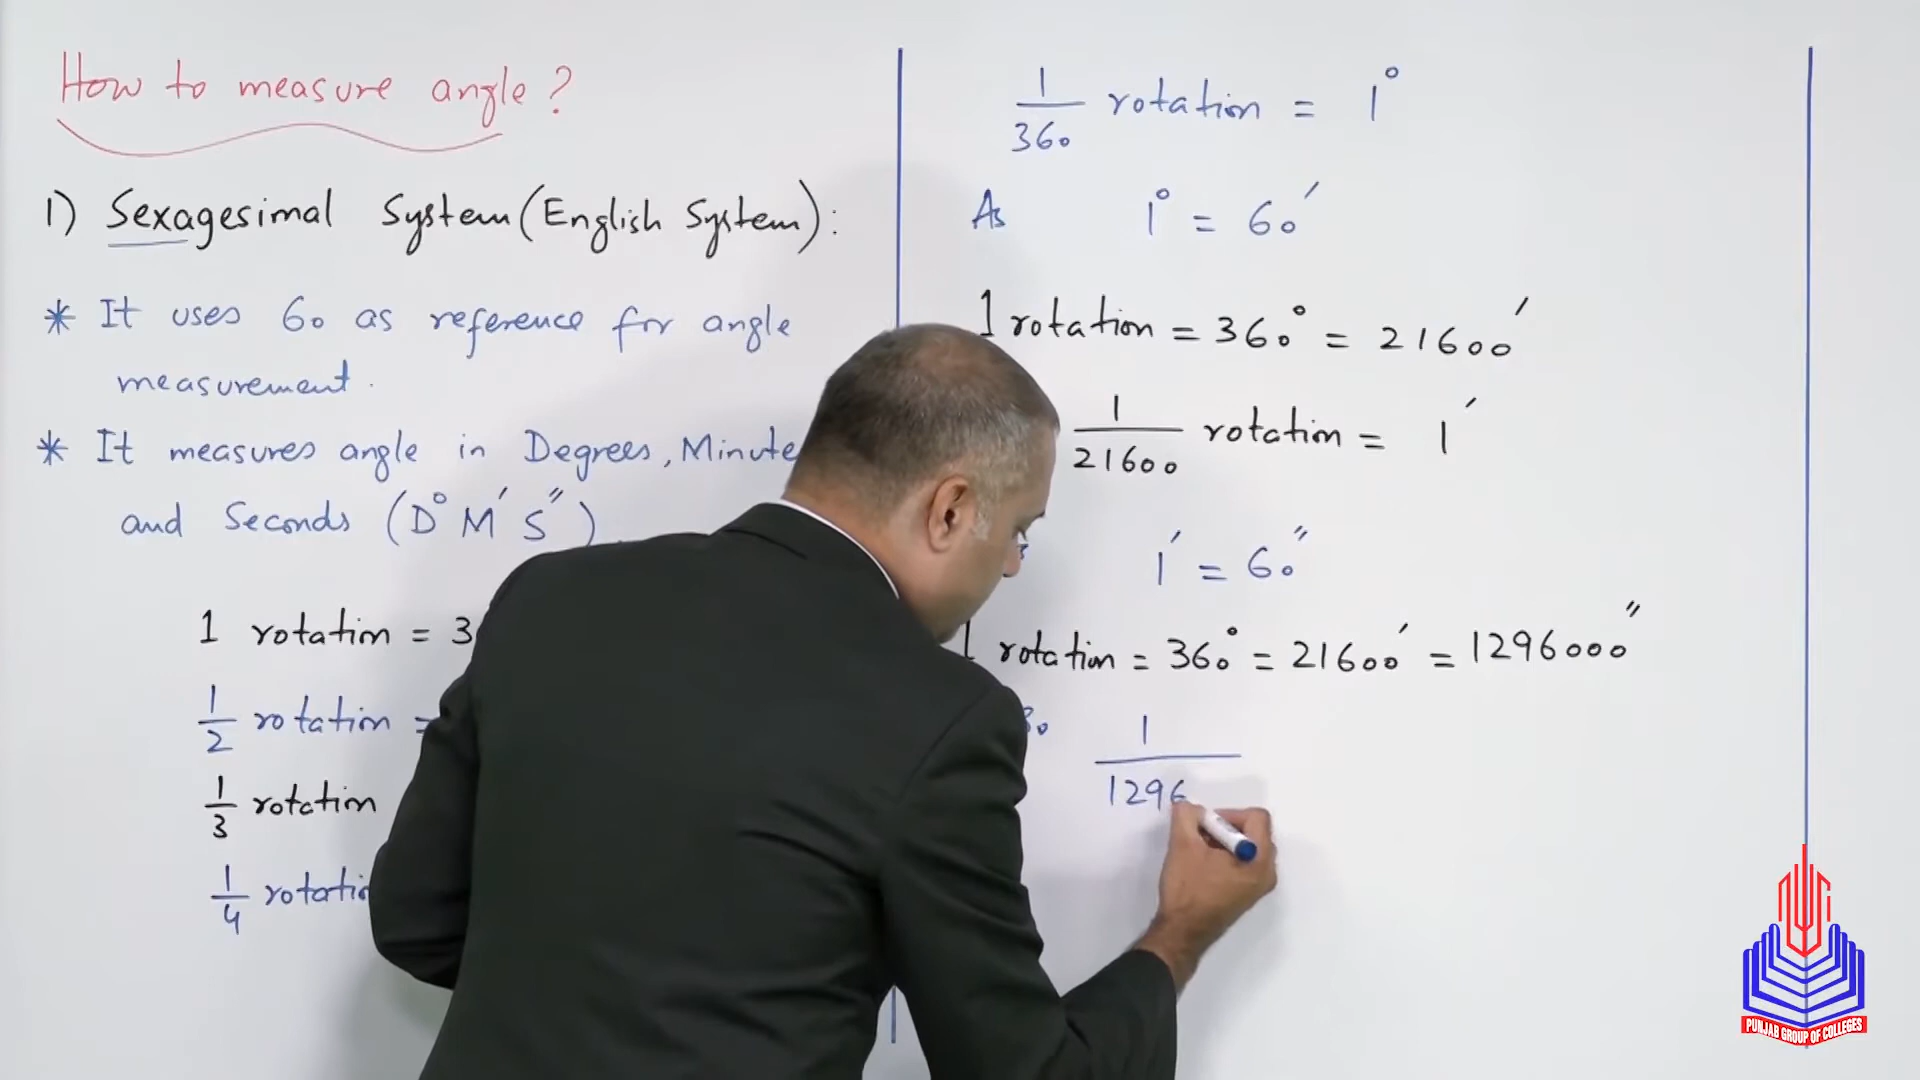 How to measure angle?
1) Sexagesimal System (English System):
* It uses 60 as reference for angle
measurement.
* It measures angle in Degrees, Minute
and Seconds (D° M′ S″)
1 rotation = 3
1/2 rotation =
1/3 rotation
1/4 rotatio
1/360 rotation = 1°
As 1° = 60′
1 rotation = 360° = 21600′
1/21600 rotation = 1′
1′ = 60″
1 rotation = 360° = 21600′ = 1296000″
1/1296
PUNJAB GROUP OF COLLEGES